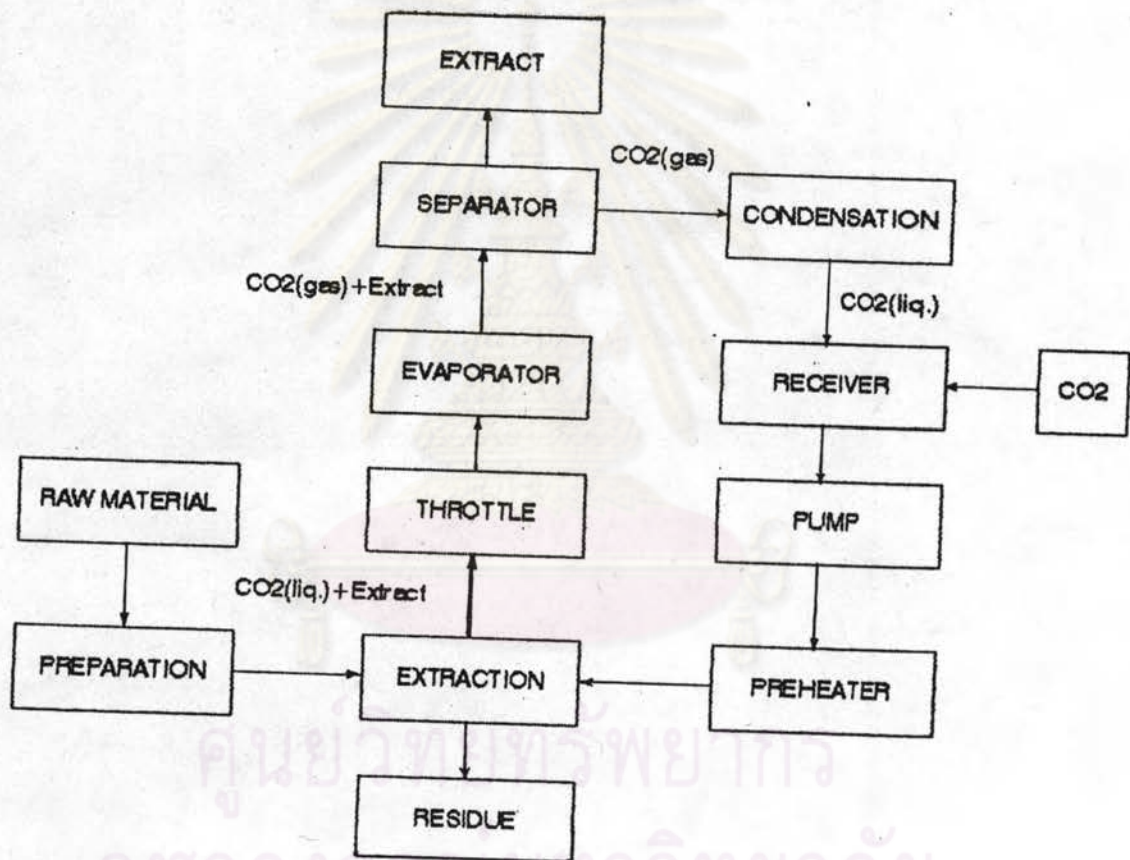 EXTRACT
CO2(gas)
SEPARATOR
CONDENSATION
CO2(gas)+Extract
CO2(liq.)
EVAPORATOR
RECEIVER
CO2
RAW MATERIAL
THROTTLE
PUMP
CO2(liq.)+Extract
PREPARATION
EXTRACTION
PREHEATER
ศูนย์วิทยทรัพยากร
RESIDUE